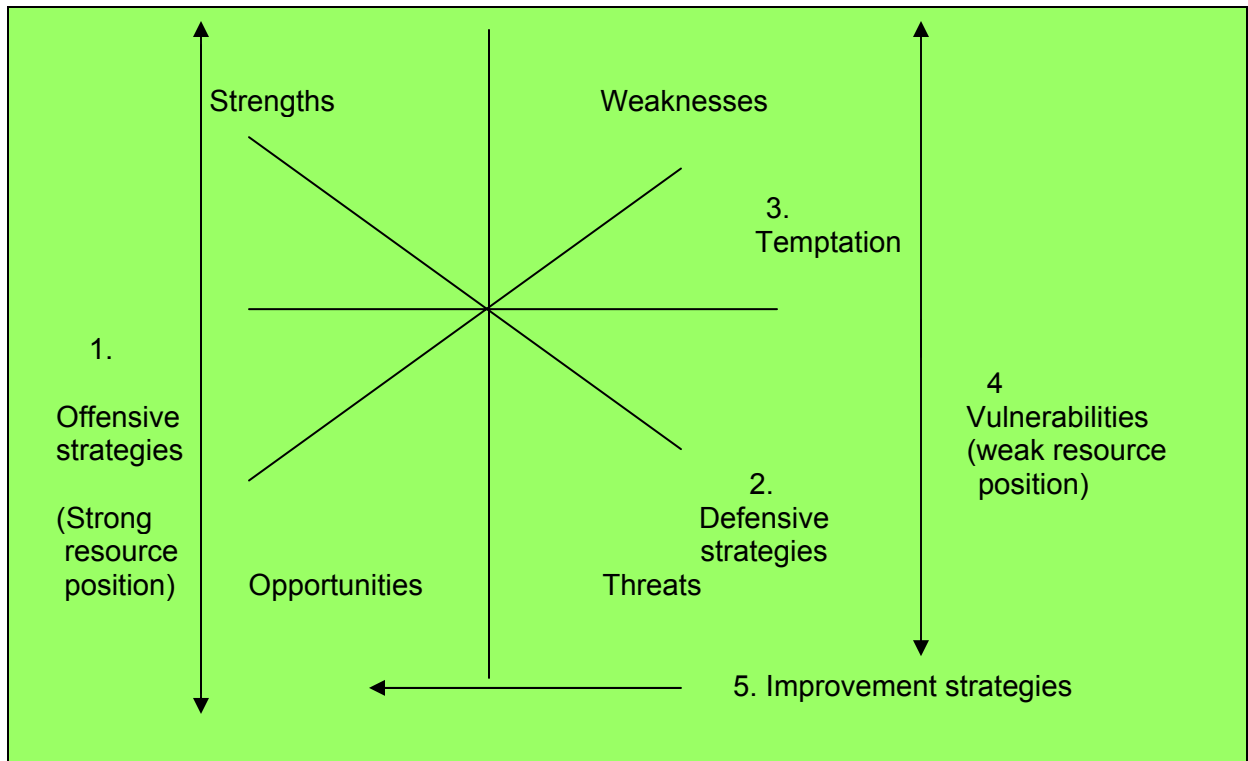 Strengths
Weaknesses
3.
Temptation
1.
Offensive
strategies
(Strong
resource
position)
4
Vulnerabilities
(weak resource
position)
2.
Defensive
strategies
Opportunities
Threats
5. Improvement strategies